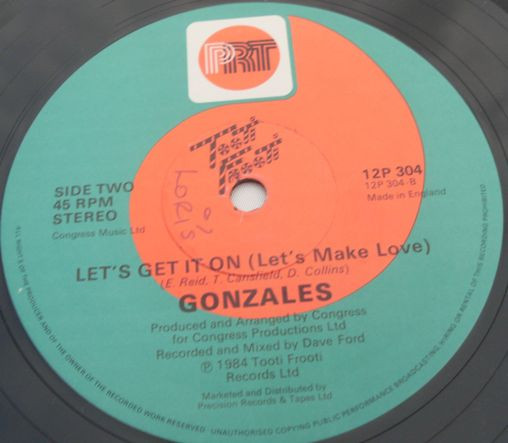 PRT
Tooti Frooti
SIDE TWO
45 RPM
STEREO
Congress Music Ltd
12P 304
12P 304-B
Made in England
LET'S GET IT ON (Let's Make Love)
(E. Reid, T. Cansfield, D. Collins)
GONZALES
Produced and Arranged by Congress
for Congress Productions Ltd
Recorded and Mixed by Dave Ford
℗ 1984 Tooti Frooti
Records Ltd
Marketed and Distributed by
Precision Records & Tapes Ltd
ALL RIGHTS OF THE PRODUCER AND OF THE OWNER OF THE RECORDED WORK RESERVED · UNAUTHORISED COPYING PUBLIC PERFORMANCE BROADCASTING, HIRING OR RENTAL OF THIS RECORDING PROHIBITED